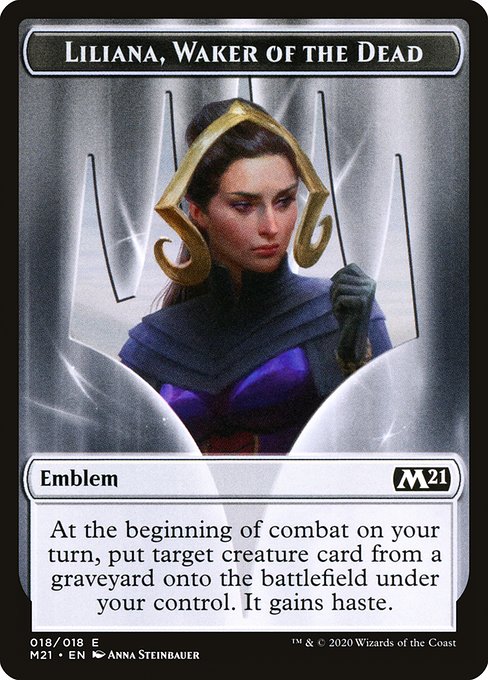 Liliana, Waker of the Dead
Emblem
M21
At the beginning of combat on your
turn, put target creature card from a
graveyard onto the battlefield under
your control. It gains haste.
018/018 E
M21 • EN Anna Steinbauer
™ & © 2020 Wizards of the Coast